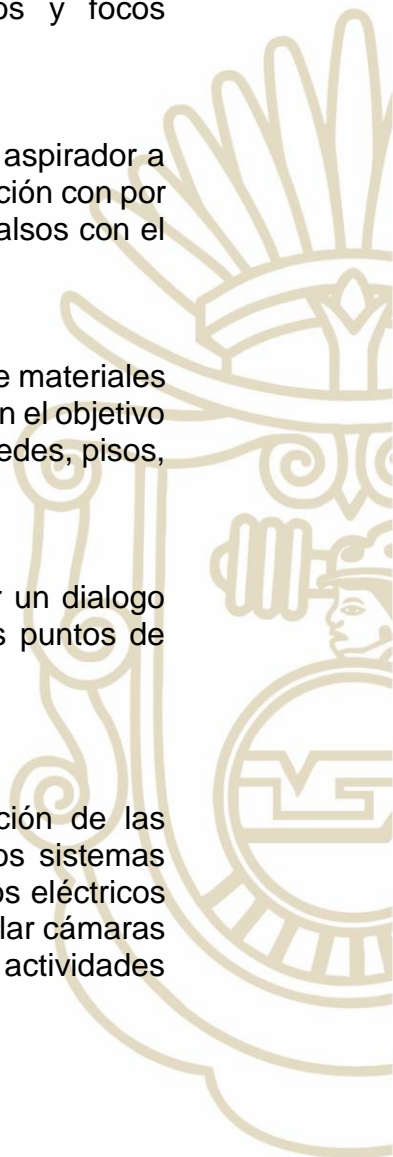 os y focos
aspirador a
ción con por
alsos con el
e materiales
n el objetivo
edes, pisos,
r un dialogo
s puntos de
ción de las
os sistemas
os eléctricos
lar cámaras
actividades